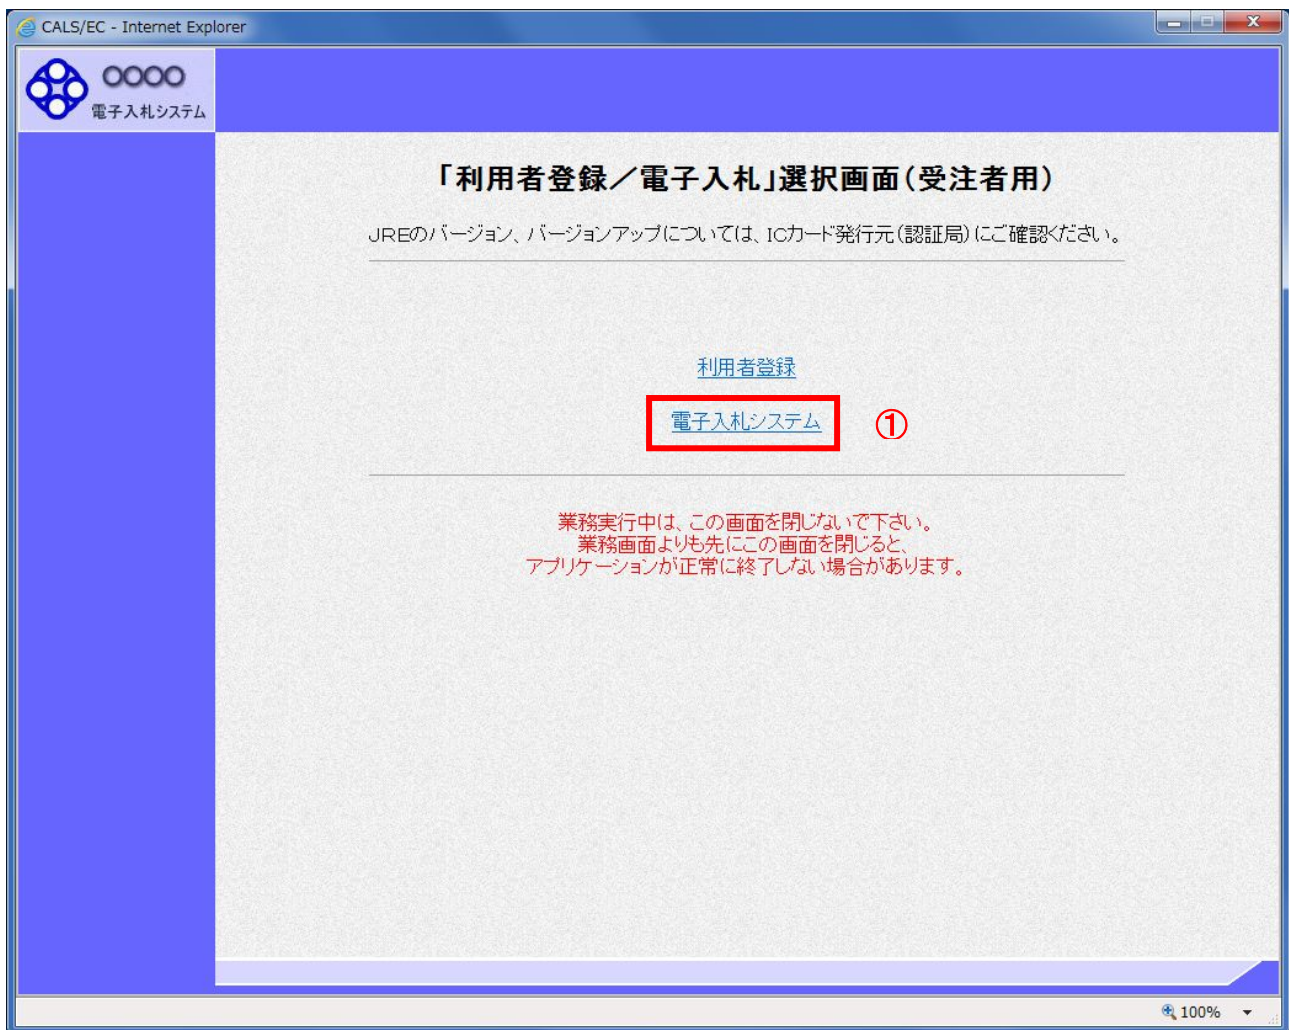 CALS/EC - Internet Explorer
〇〇〇〇
電子入札システム
「利用者登録／電子入札」選択画面(受注者用)
JREのバージョン、バージョンアップについては、ICカード発行元(認証局)にご確認ください。
利用者登録
電子入札システム
①
業務実行中は、この画面を閉じないで下さい。
業務画面よりも先にこの画面を閉じると、
アプリケーションが正常に終了しない場合があります。
100%